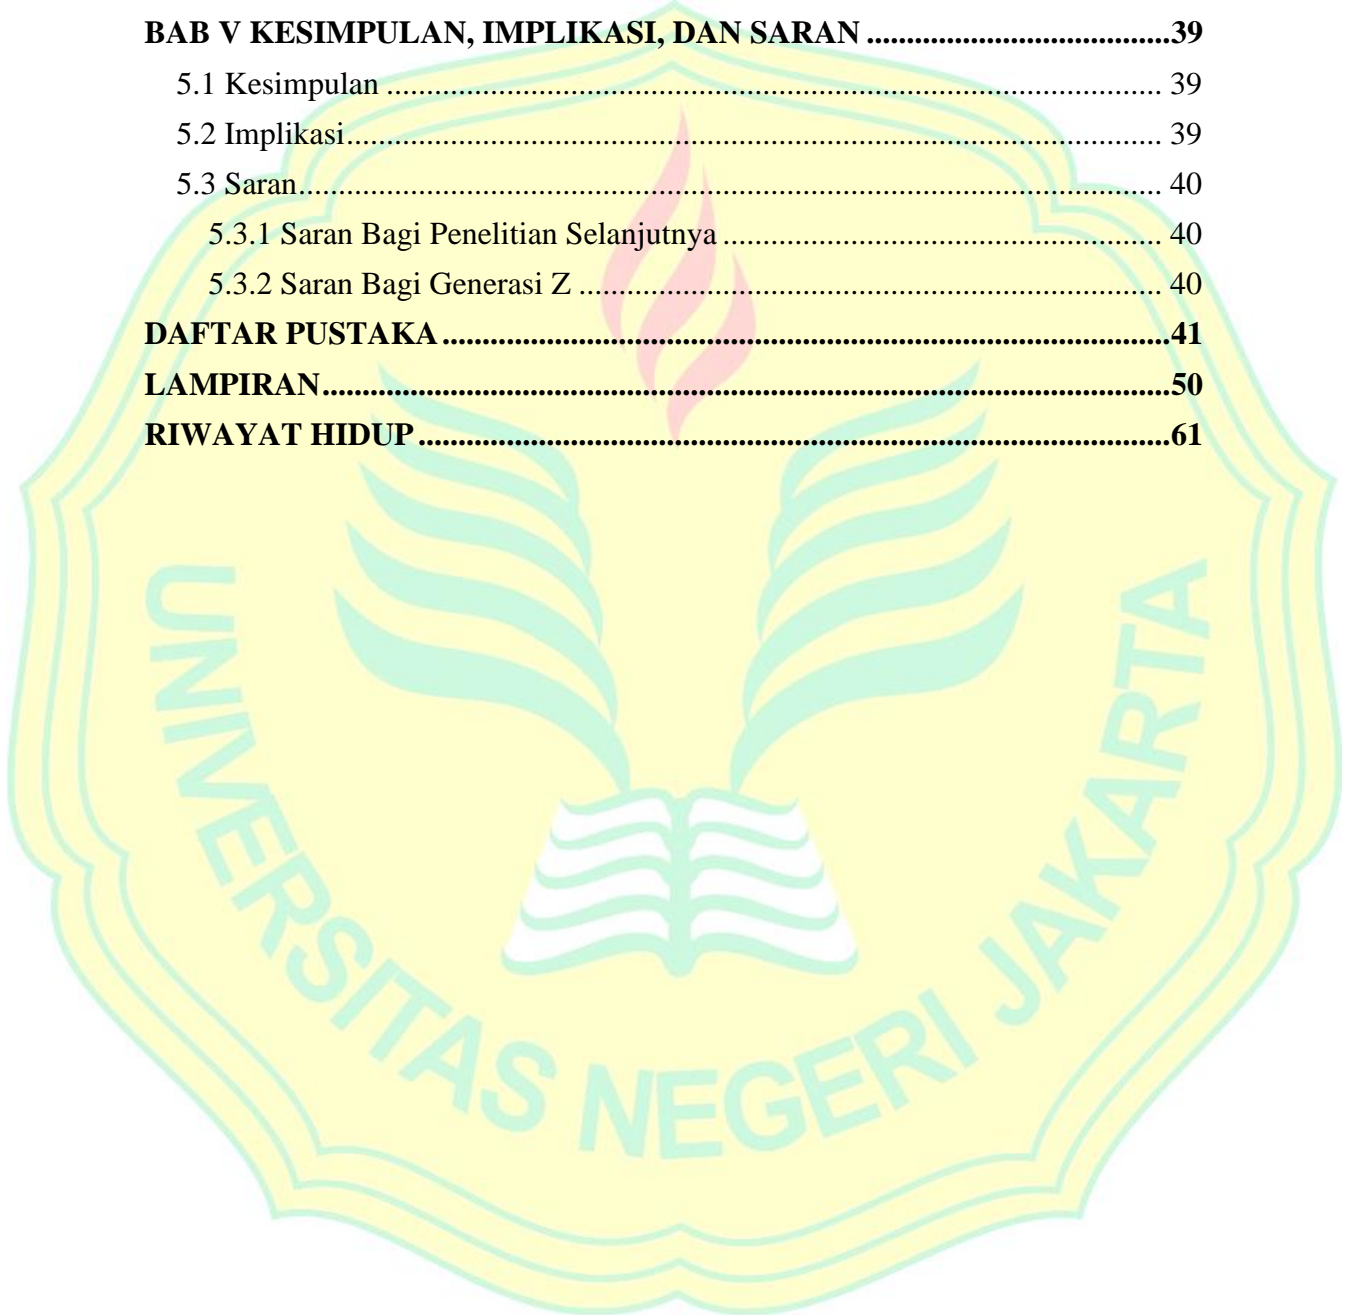 BAB V KESIMPULAN, IMPLIKASI, DAN SARAN ......................................39
5.1 Kesimpulan ................................................................................................. 39
5.2 Implikasi...................................................................................................... 39
5.3 Saran............................................................................................................ 40
5.3.1 Saran Bagi Penelitian Selanjutnya ....................................................... 40
5.3.2 Saran Bagi Generasi Z ......................................................................... 40
DAFTAR PUSTAKA ...........................................................................................41
LAMPIRAN..........................................................................................................50
RIWAYAT HIDUP ..............................................................................................61
UNIVERSITAS NEGERI JAKARTA